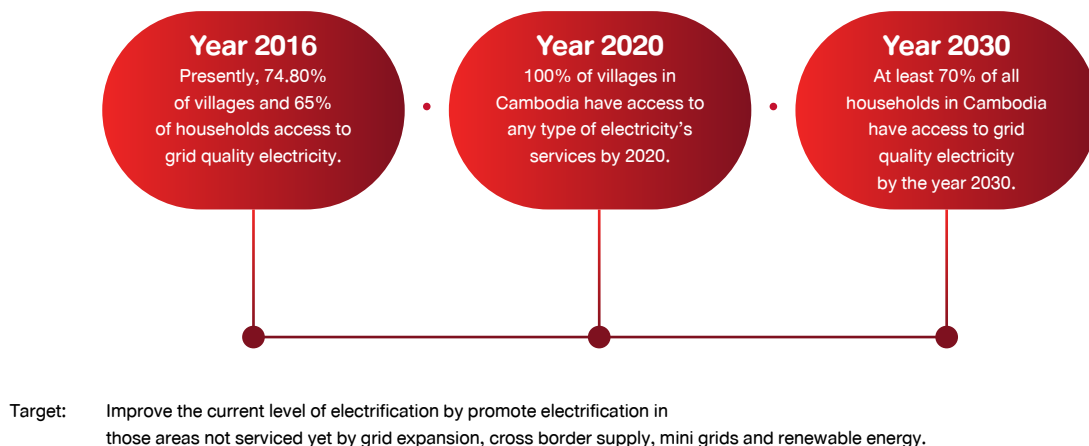 Year 2016
Presently, 74.80%
of villages and 65%
of households access to
grid quality electricity.
Year 2020
100% of villages in
Cambodia have access to
any type of electricity's
services by 2020.
Year 2030
At least 70% of all
households in Cambodia
have access to grid
quality electricity
by the year 2030.
Target: Improve the current level of electrification by promote electrification in
those areas not serviced yet by grid expansion, cross border supply, mini grids and renewable energy.